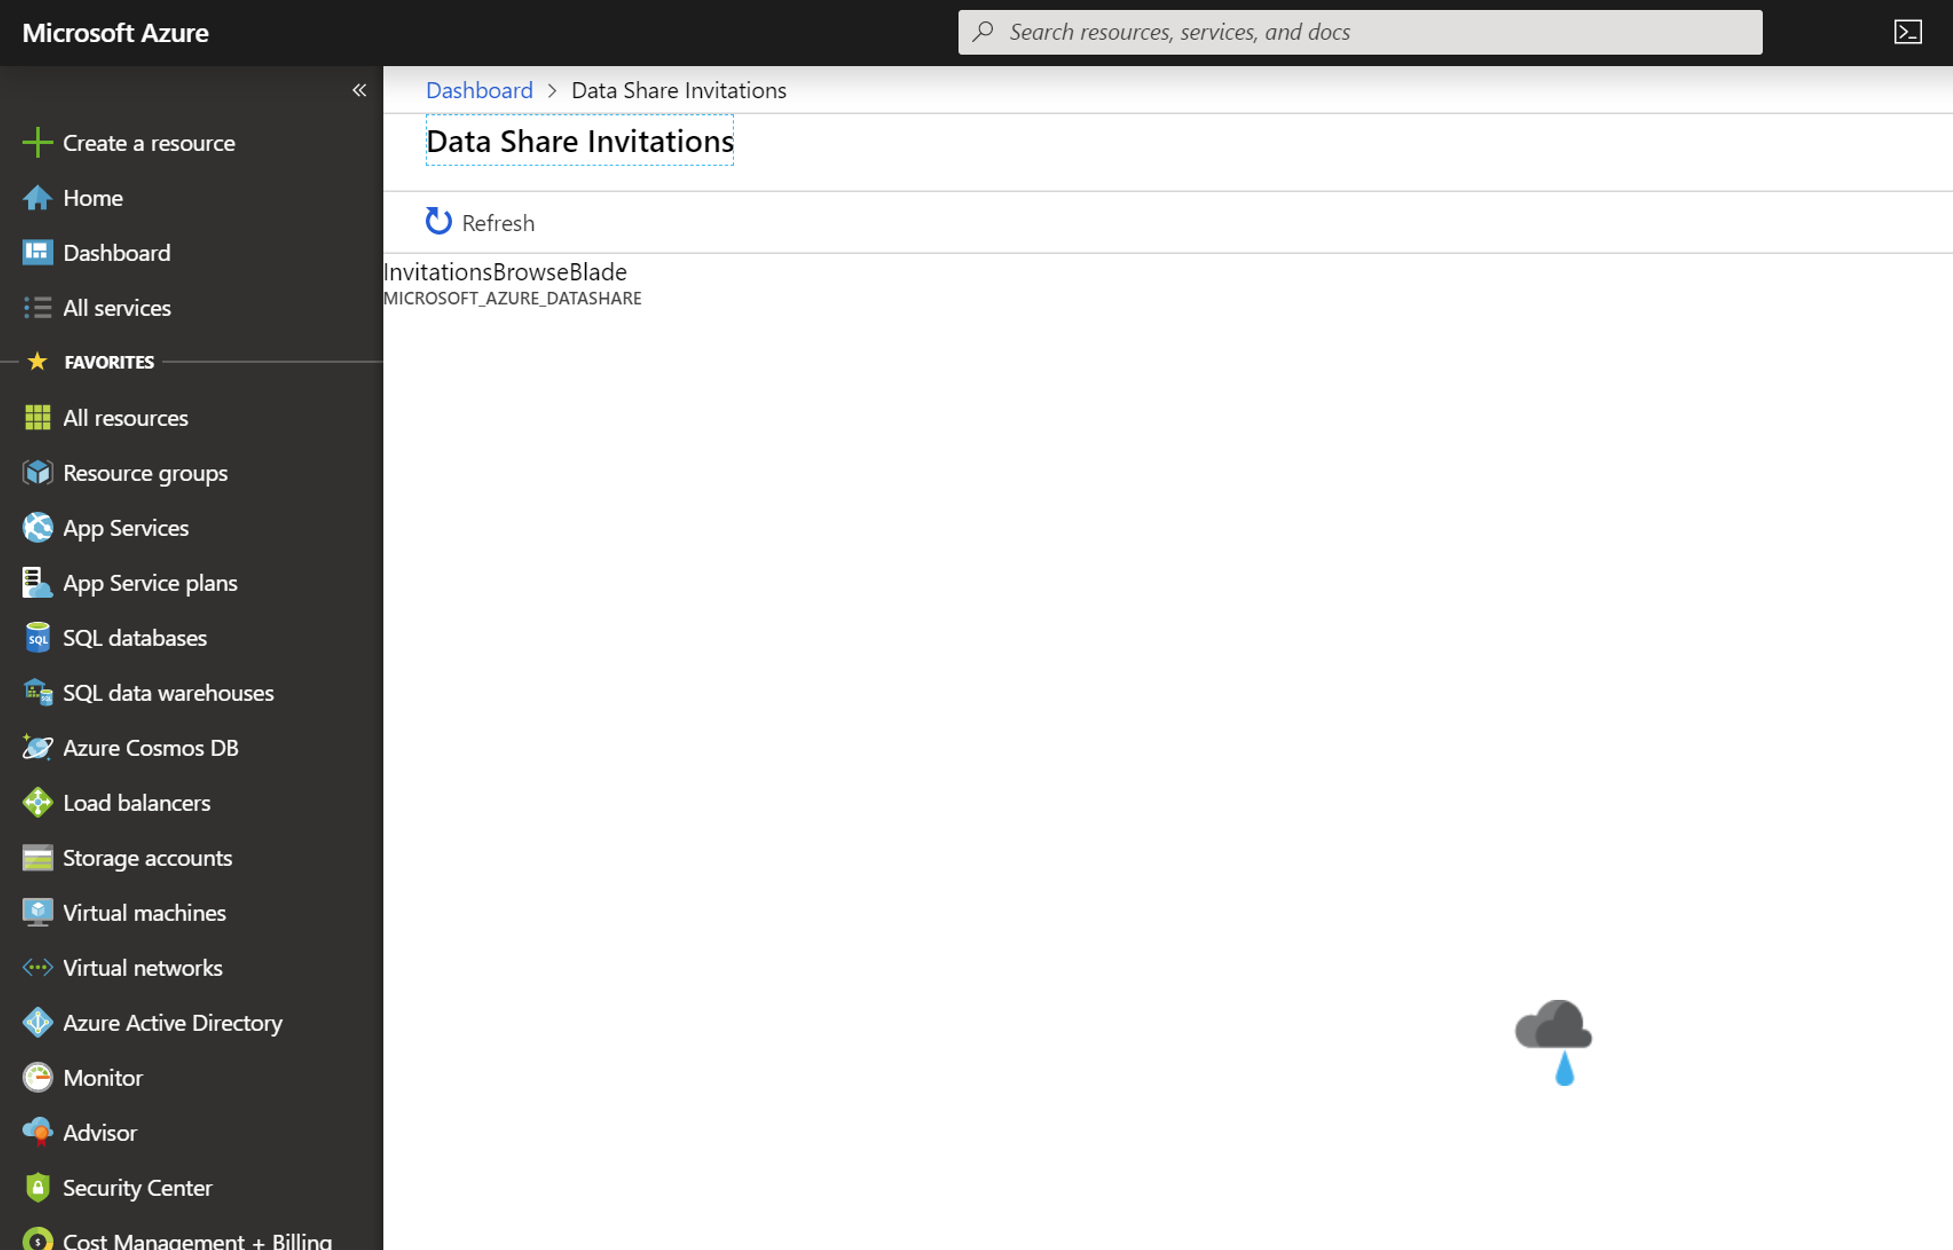 Microsoft Azure
Search resources, services, and docs
«
Dashboard > Data Share Invitations
Data Share Invitations
Refresh
InvitationsBrowseBlade
MICROSOFT_AZURE_DATASHARE
Create a resource
Home
Dashboard
All services
FAVORITES
All resources
Resource groups
App Services
App Service plans
SQL databases
SQL data warehouses
Azure Cosmos DB
Load balancers
Storage accounts
Virtual machines
Virtual networks
Azure Active Directory
Monitor
Advisor
Security Center
Cost Management + Billing